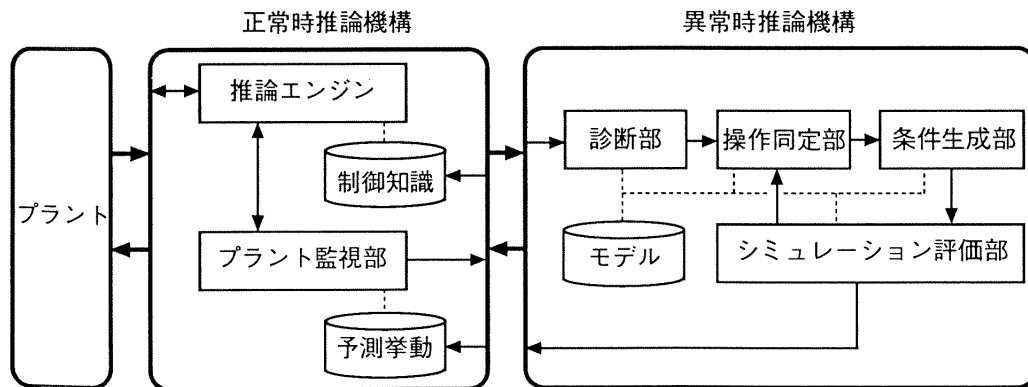 正常時推論機構
異常時推論機構
プラント
推論エンジン
制御知識
プラント監視部
予測挙動
診断部
操作同定部
条件生成部
モデル
シミュレーション評価部